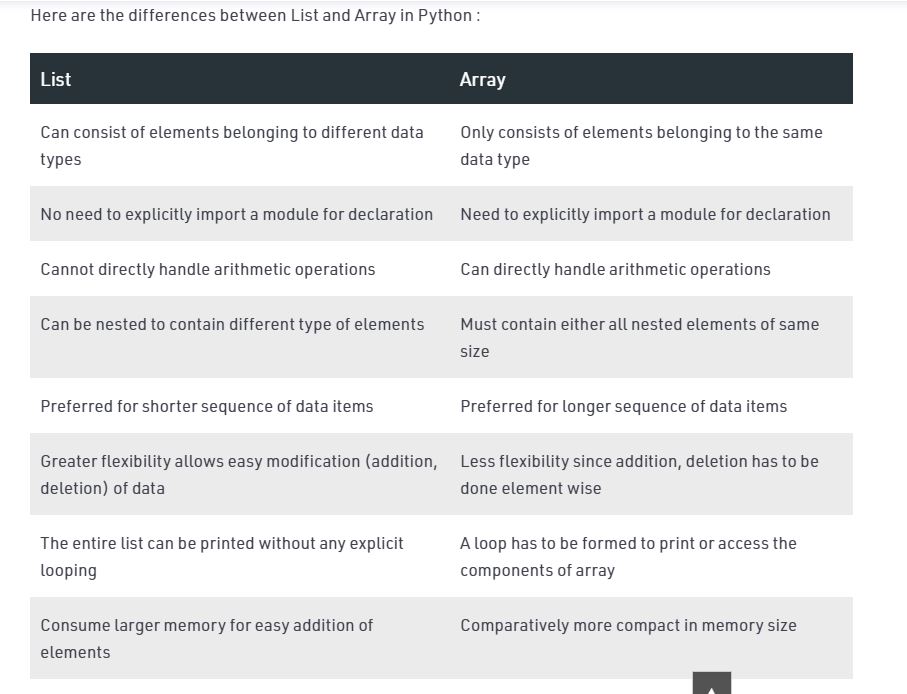 Here are the differences between List and Array in Python :
List
Array
Can consist of elements belonging to different data
types
Only consists of elements belonging to the same
data type
No need to explicitly import a module for declaration
Need to explicitly import a module for declaration
Cannot directly handle arithmetic operations
Can directly handle arithmetic operations
Can be nested to contain different type of elements
Must contain either all nested elements of same
size
Preferred for shorter sequence of data items
Preferred for longer sequence of data items
Greater flexibility allows easy modification (addition,
deletion) of data
Less flexibility since addition, deletion has to be
done element wise
The entire list can be printed without any explicit
looping
A loop has to be formed to print or access the
components of array
Consume larger memory for easy addition of
elements
Comparatively more compact in memory size